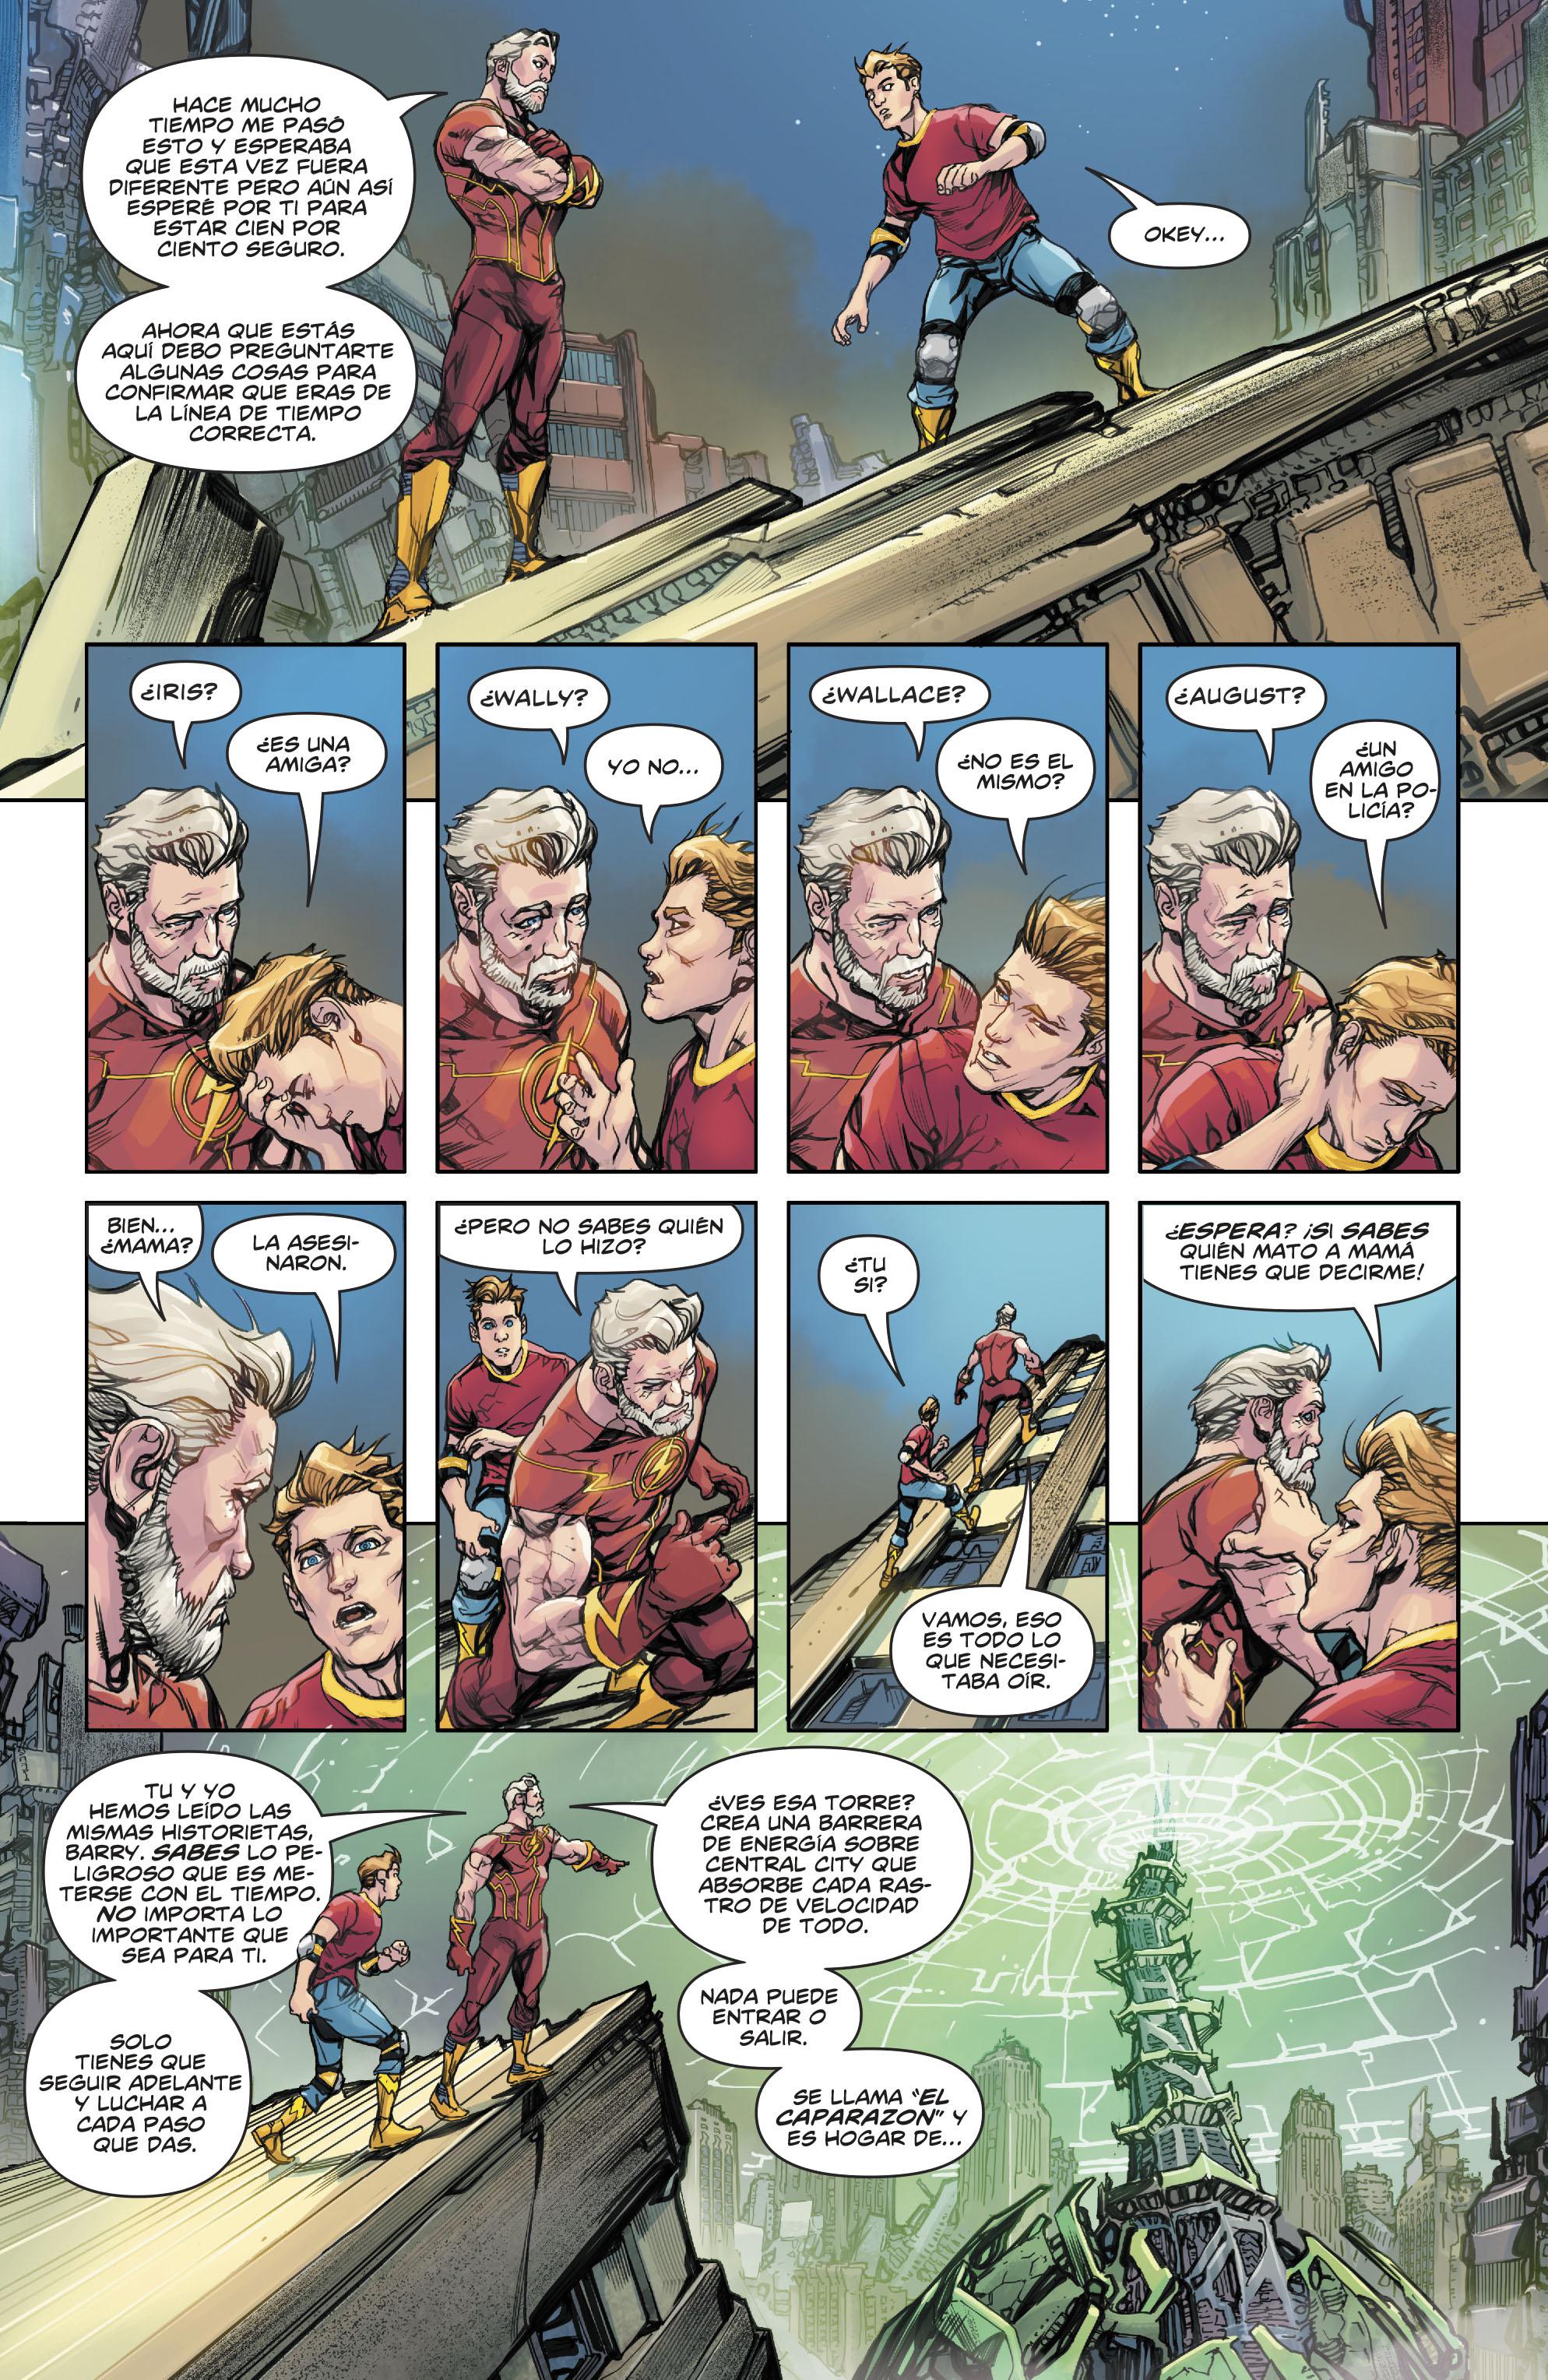 HACE MUCHO
TIEMPO ME PASÓ
ESTO Y ESPERABA
QUE ESTA VEZ FUERA
DIFERENTE PERO AÚN ASÍ
ESPERÉ POR TI PARA
ESTAR CIEN POR
CIENTO SEGURO.
AHORA QUE ESTÁS
AQUÍ DEBO PREGUNTARTE
ALGUNAS COSAS PARA
CONFIRMAR QUE ERAS DE
LA LÍNEA DE TIEMPO
CORRECTA.
OKEY...
¿IRIS?
¿ES UNA
AMIGA?
¿WALLY?
YO NO...
¿WALLACE?
¿NO ES EL
MISMO?
¿AUGUST?
¿UN
AMIGO
EN LA PO-
LICÍA?
BIEN...
¿MAMA?
LA ASESI-
NARON.
¿PERO NO SABES QUIÉN
LO HIZO?
¿TU
SI?
VAMOS, ESO
ES TODO LO
QUE NECESI-
TABA OÍR.
¿ESPERA? ¡SI SABES
QUIÉN MATO A MAMÁ
TIENES QUE DECIRME!
TU Y YO
HEMOS LEÍDO LAS
MISMAS HISTORIETAS,
BARRY. SABES LO PE-
LIGROSO QUE ES ME-
TERSE CON EL TIEMPO.
NO IMPORTA LO
IMPORTANTE QUE
SEA PARA TI.
SOLO
TIENES QUE
SEGUIR ADELANTE
Y LUCHAR A
CADA PASO
QUE DAS.
¿VES ESA TORRE?
CREA UNA BARRERA
DE ENERGÍA SOBRE
CENTRAL CITY QUE
ABSORBE CADA RAS-
TRO DE VELOCIDAD
DE TODO.
NADA PUEDE
ENTRAR O
SALIR.
SE LLAMA "EL
CAPARAZON" Y
ES HOGAR DE...